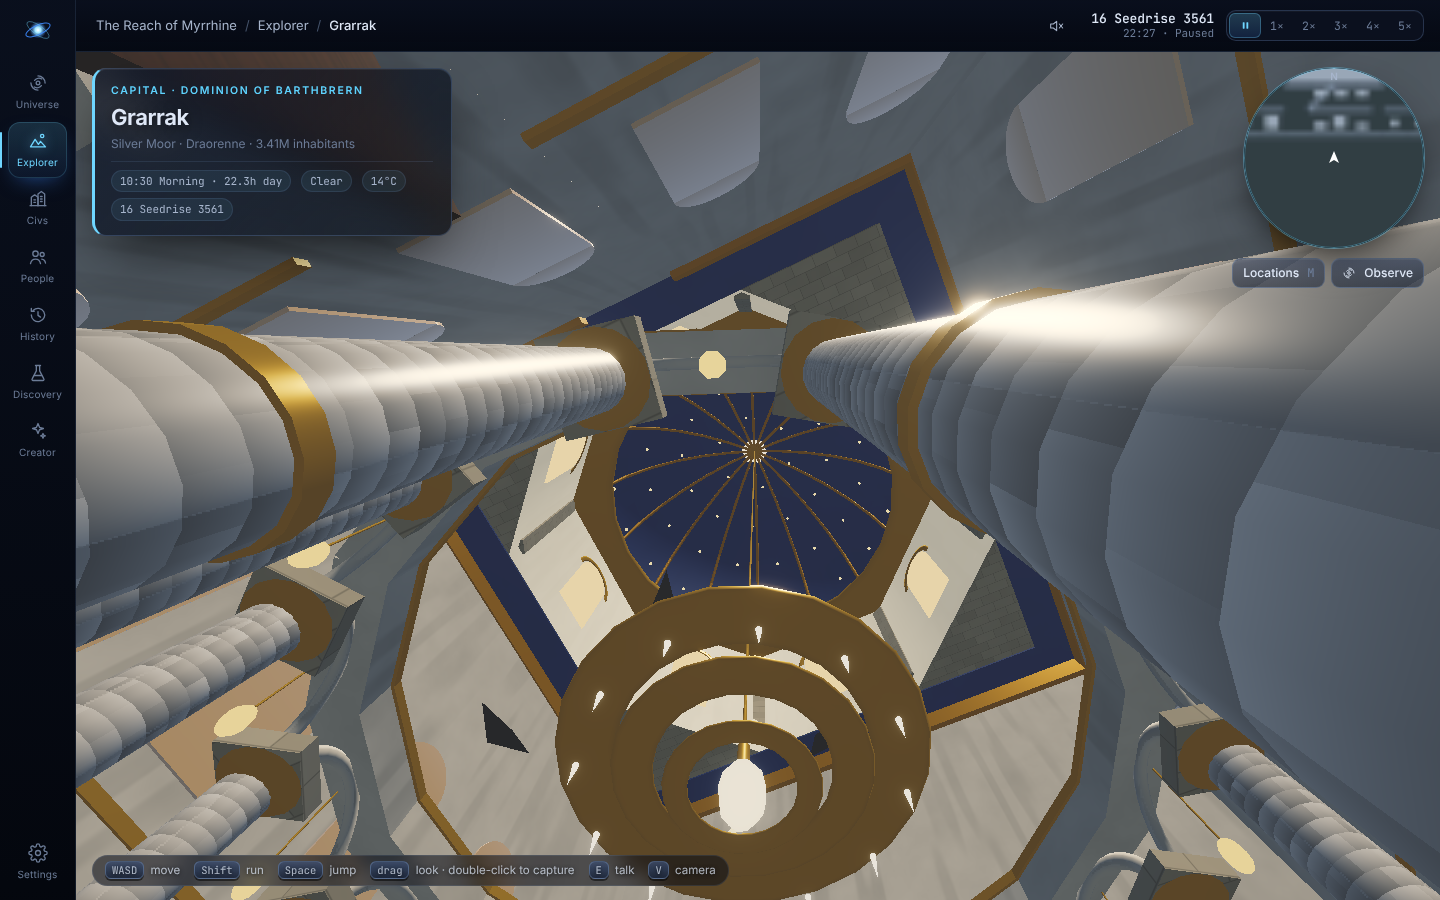 The Reach of Myrrhine / Explorer / Grarrak
16 Seedrise 3561
22:27 · Paused
1× 2× 3× 4× 5×
Universe
Explorer
Civs
People
History
Discovery
Creator
Settings
CAPITAL · DOMINION OF BARTHBRERN
Grarrak
Silver Moor · Draorenne · 3.41M inhabitants
10:30 Morning · 22.3h day Clear 14°C
16 Seedrise 3561
N
Locations M Observe
WASD move Shift run Space jump drag look · double-click to capture E talk V camera